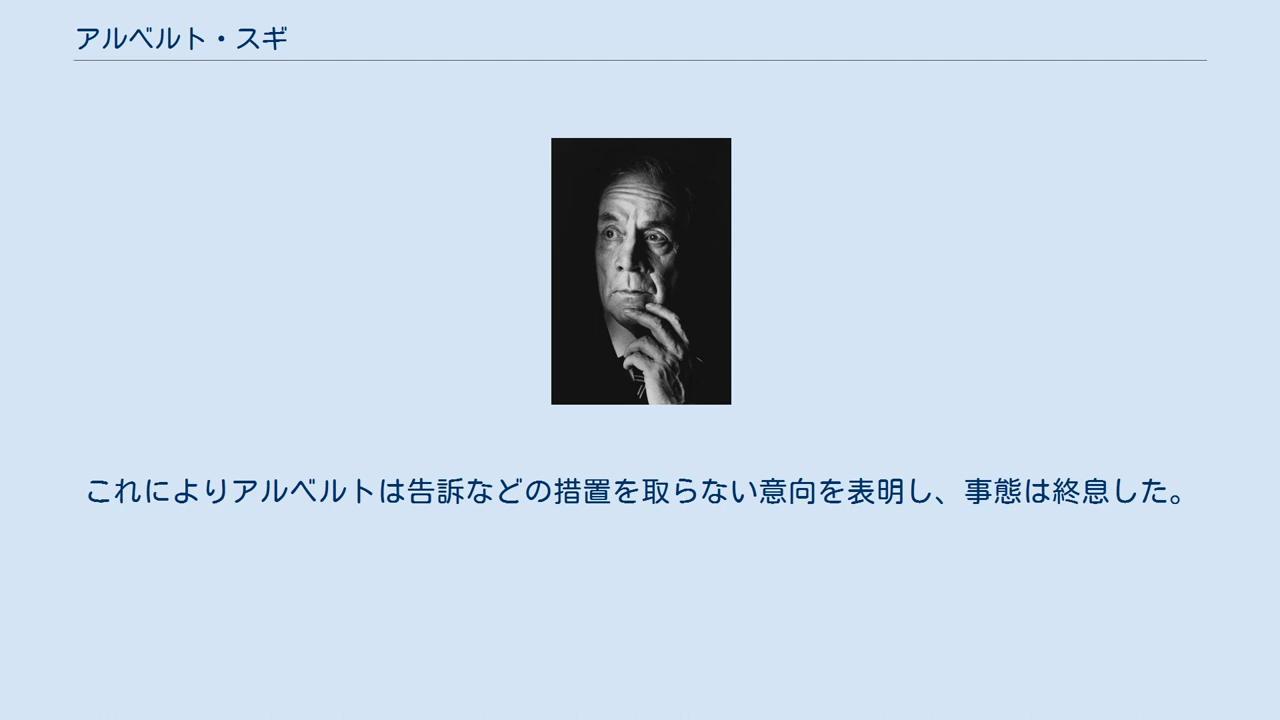 アルベルト・スギ
これによりアルベルトは告訴などの措置を取らない意向を表明し、事態は終息した。